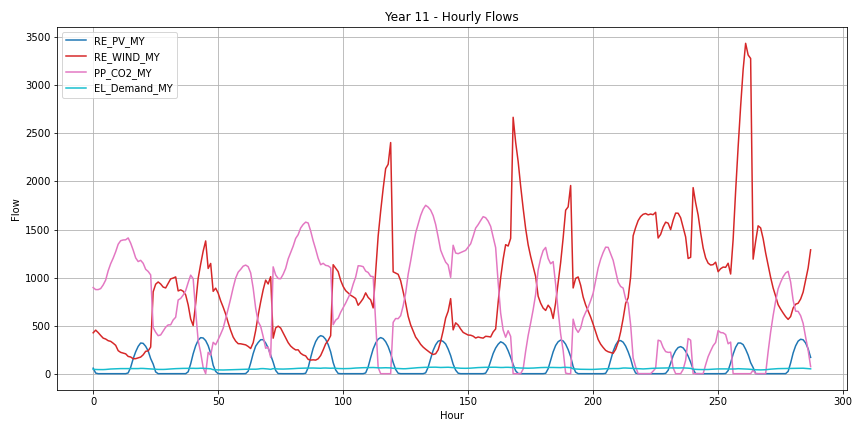 Year 11 - Hourly Flows
RE_PV_MY
RE_WIND_MY
PP_CO2_MY
EL_Demand_MY
3500
3000
2500
2000
1500
1000
500
0
Flow
0 50 100 150 200 250 300
Hour